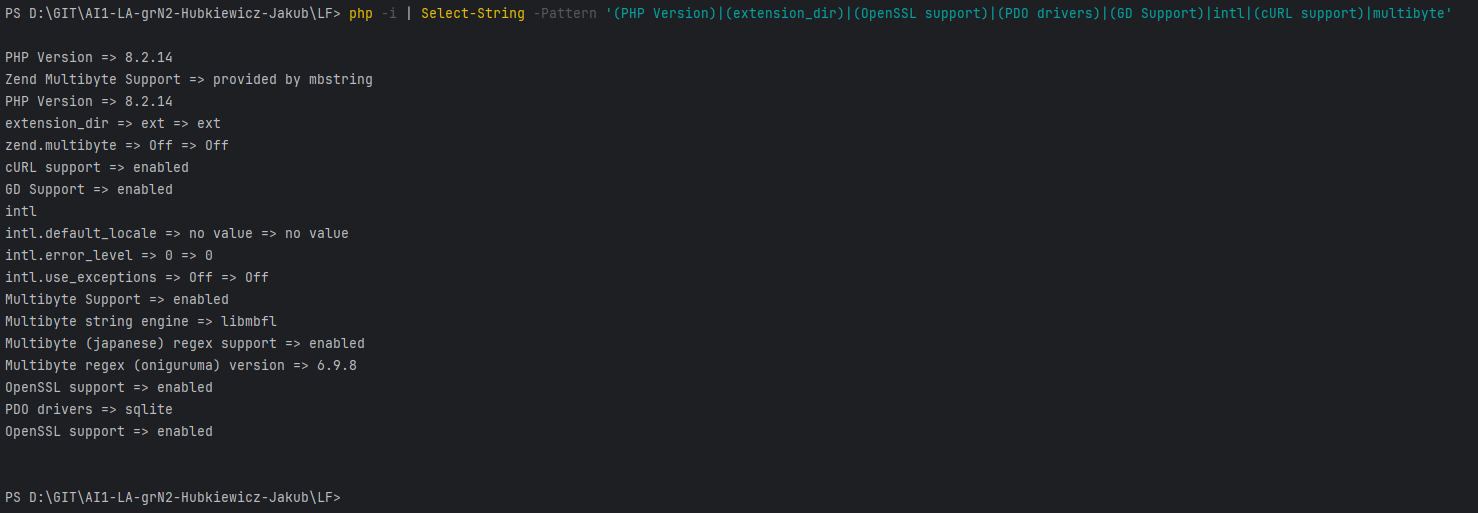 PS D:\GIT\AI1-LA-grN2-Hubkiewicz-Jakub\LF> php -i | Select-String -Pattern '(PHP Version)|(extension_dir)|(OpenSSL support)|(PDO drivers)|(GD Support)|intl|(cURL support)|multibyte'
PHP Version => 8.2.14
Zend Multibyte Support => provided by mbstring
PHP Version => 8.2.14
extension_dir => ext => ext
zend.multibyte => Off => Off
cURL support => enabled
GD Support => enabled
intl
intl.default_locale => no value => no value
intl.error_level => 0 => 0
intl.use_exceptions => Off => Off
Multibyte Support => enabled
Multibyte string engine => libmbfl
Multibyte (japanese) regex support => enabled
Multibyte regex (oniguruma) version => 6.9.8
OpenSSL support => enabled
PDO drivers => sqlite
OpenSSL support => enabled
PS D:\GIT\AI1-LA-grN2-Hubkiewicz-Jakub\LF>